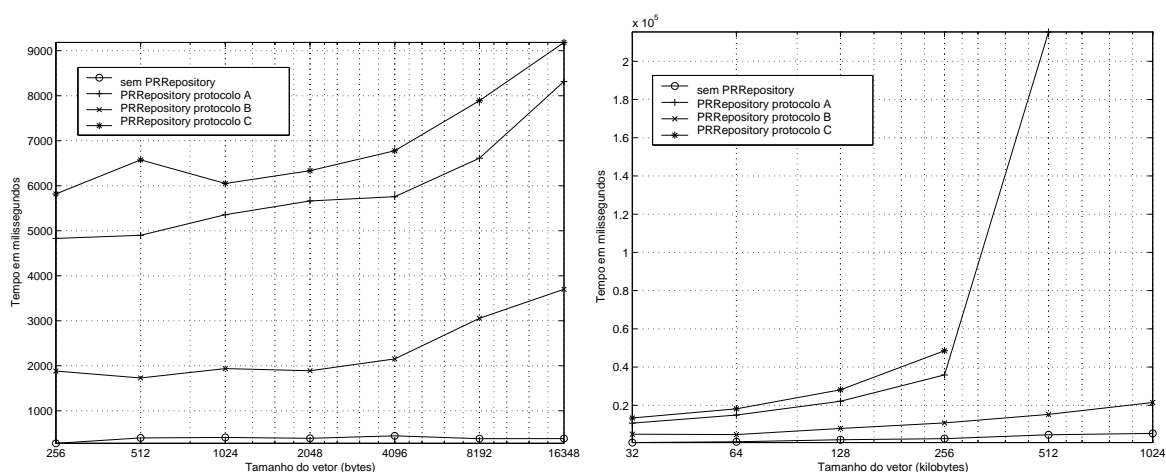 9000
8000
7000
6000
5000
4000
3000
2000
1000
Tempo em milissegundos
sem PRRepository
PRRepository protocolo A
PRRepository protocolo B
PRRepository protocolo C
256 512 1024 2048 4096 8192 16348
Tamanho do vetor (bytes)
x 10^5
2
1.8
1.6
1.4
1.2
1
0.8
0.6
0.4
0.2
Tempo em milissegundos
sem PRRepository
PRRepository protocolo A
PRRepository protocolo B
PRRepository protocolo C
32 64 128 256 512 1024
Tamanho do vetor (kilobytes)